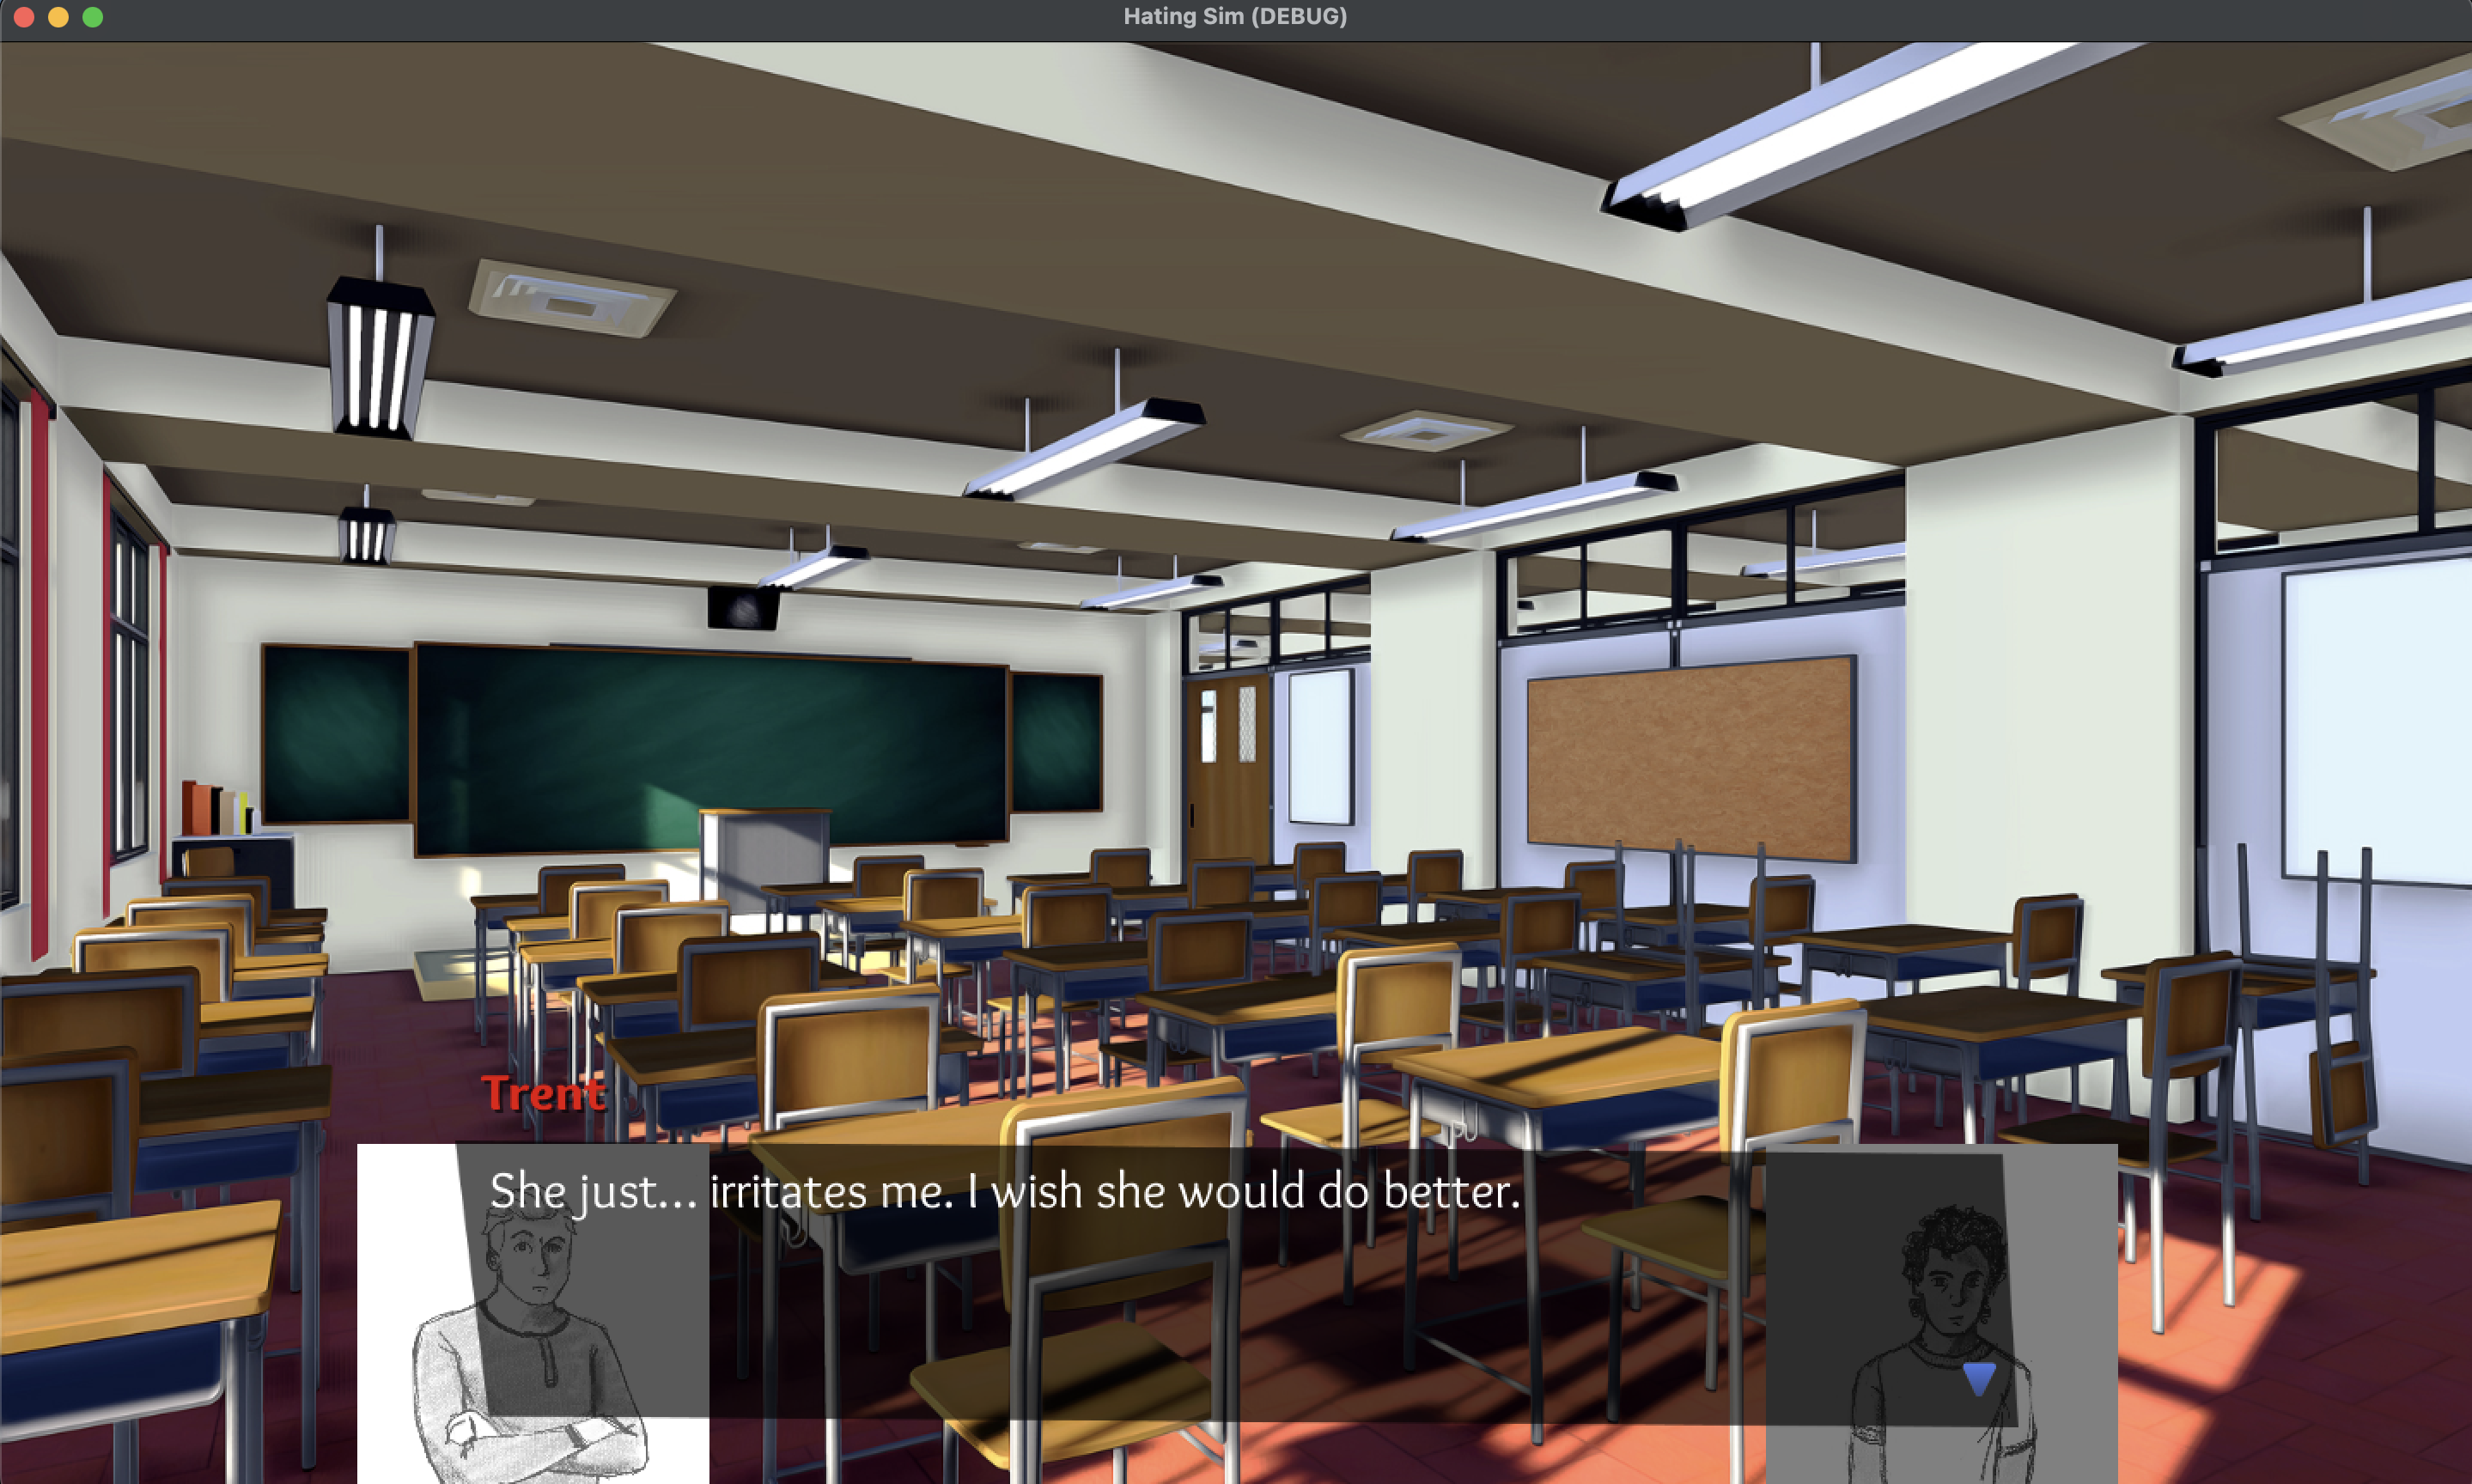 Hating Sim (DEBUG)
Trent
She just... irritates me. I wish she would do better.